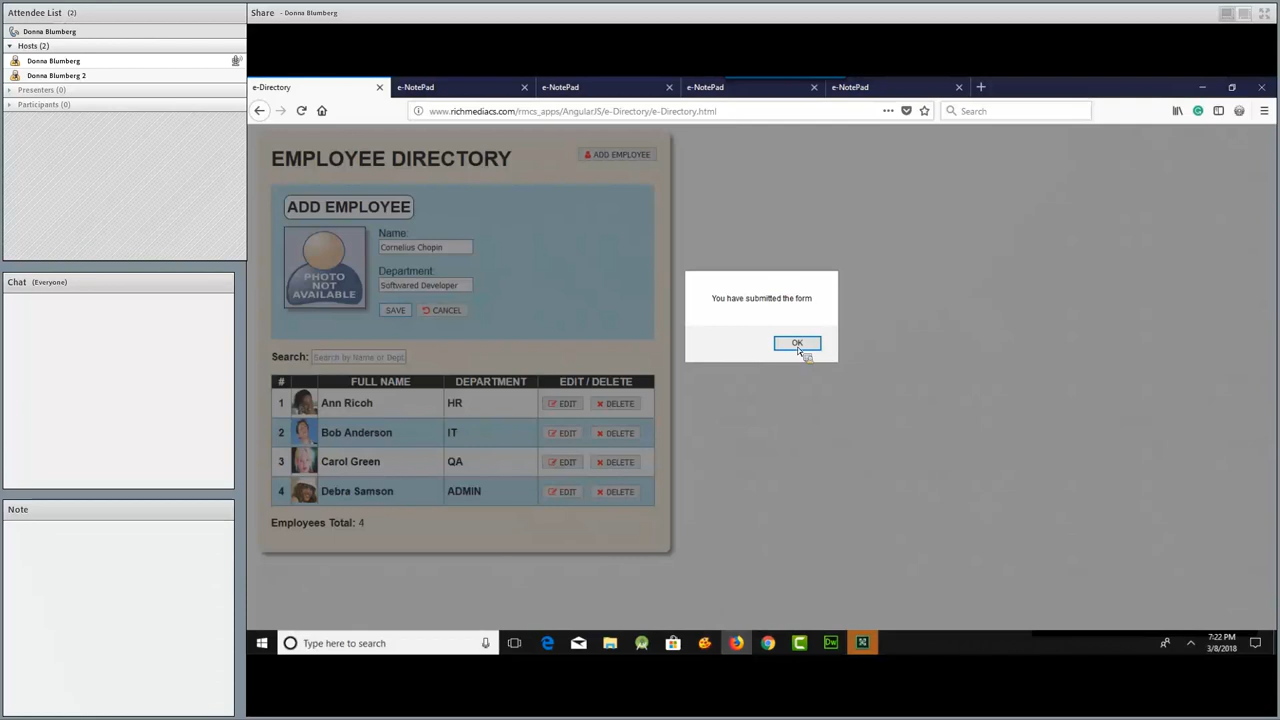 Attendee List (2)
Donna Blumberg
Hosts (2)
Donna Blumberg
Donna Blumberg 2
Presenters (0)
Participants (0)
Chat (Everyone)
Note
Share - Donna Blumberg
e-Directory
e-NotePad
e-NotePad
e-NotePad
e-NotePad
www.richmediacs.com/rmcs_apps/AngularJS/e-Directory/e-Directory.html
Search
EMPLOYEE DIRECTORY
ADD EMPLOYEE
ADD EMPLOYEE
PHOTO
NOT
AVAILABLE
Name:
Cornelius Chopin
Department:
Softwared Developer
SAVE
CANCEL
Search: Search by Name or Dept.
# FULL NAME DEPARTMENT EDIT / DELETE
1 Ann Ricoh HR EDIT DELETE
2 Bob Anderson IT EDIT DELETE
3 Carol Green QA EDIT DELETE
4 Debra Samson ADMIN EDIT DELETE
Employees Total: 4
You have submitted the form
OK
Type here to search
Dw
7:22 PM
3/8/2018